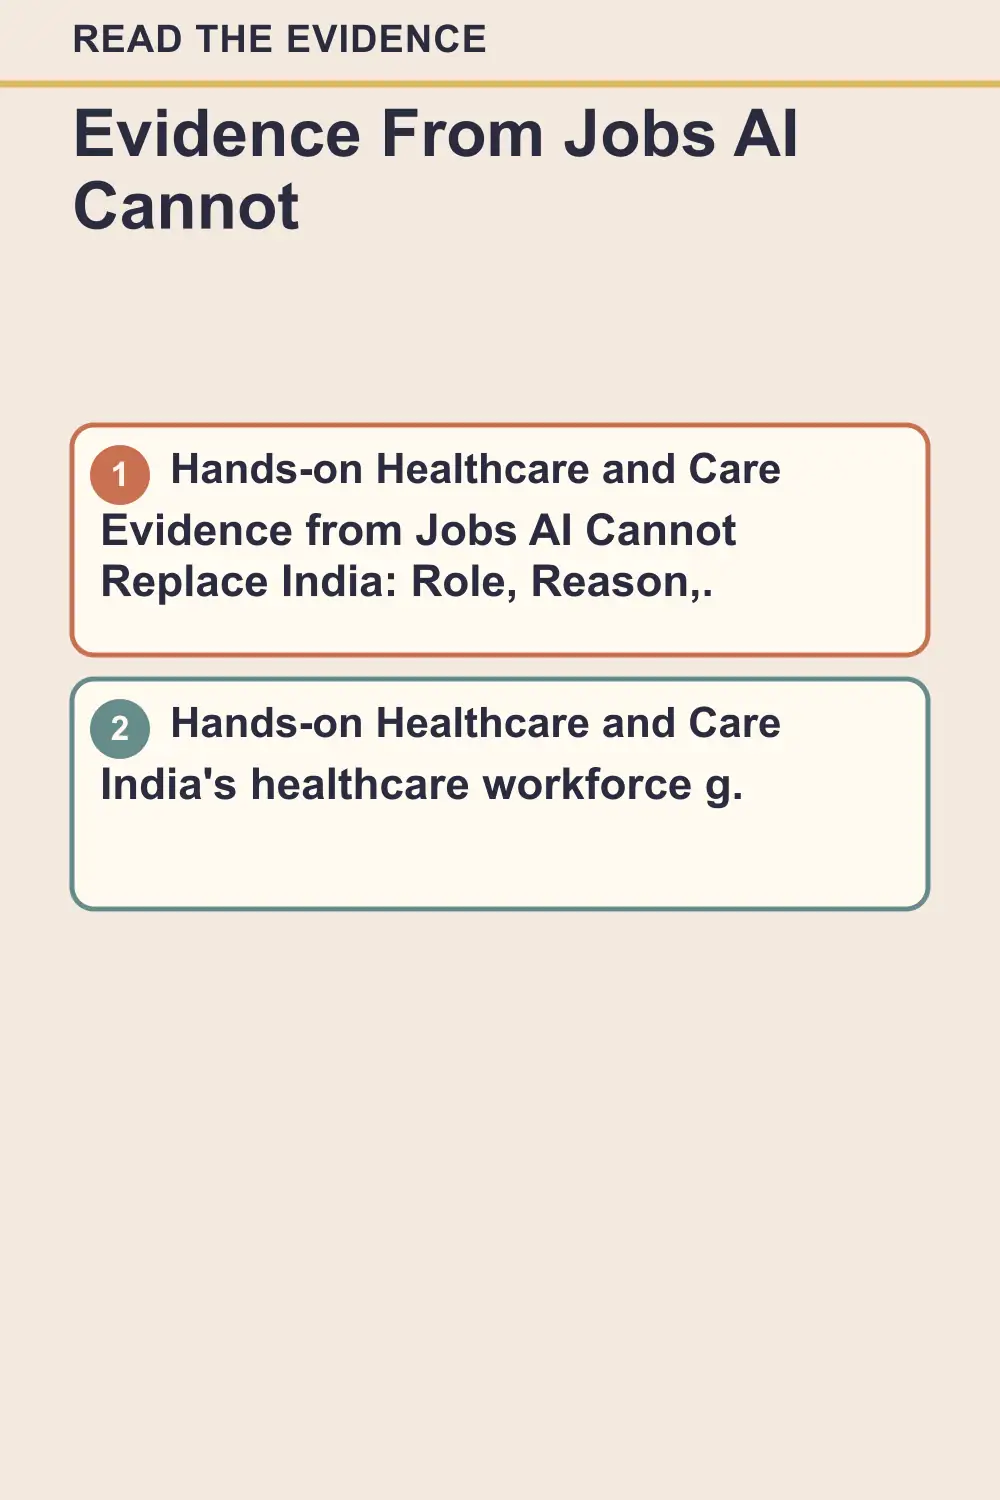 READ THE EVIDENCE
Evidence From Jobs AI
Cannot
1 Hands-on Healthcare and Care
Evidence from Jobs AI Cannot
Replace India: Role, Reason,.
2 Hands-on Healthcare and Care
India's healthcare workforce g.